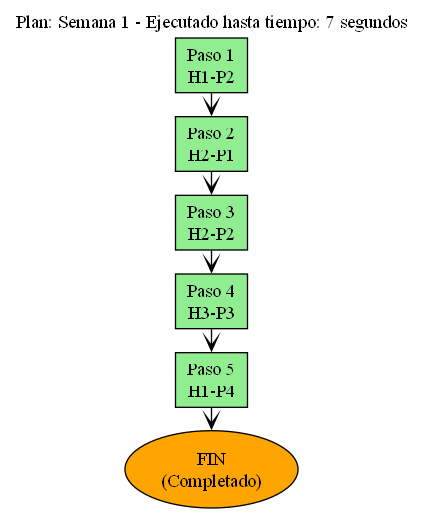 Plan: Semana 1 - Ejecutado hasta tiempo: 7 segundos
Paso 1
H1-P2
Paso 2
H2-P1
Paso 3
H2-P2
Paso 4
H3-P3
Paso 5
H1-P4
FIN
(Completado)